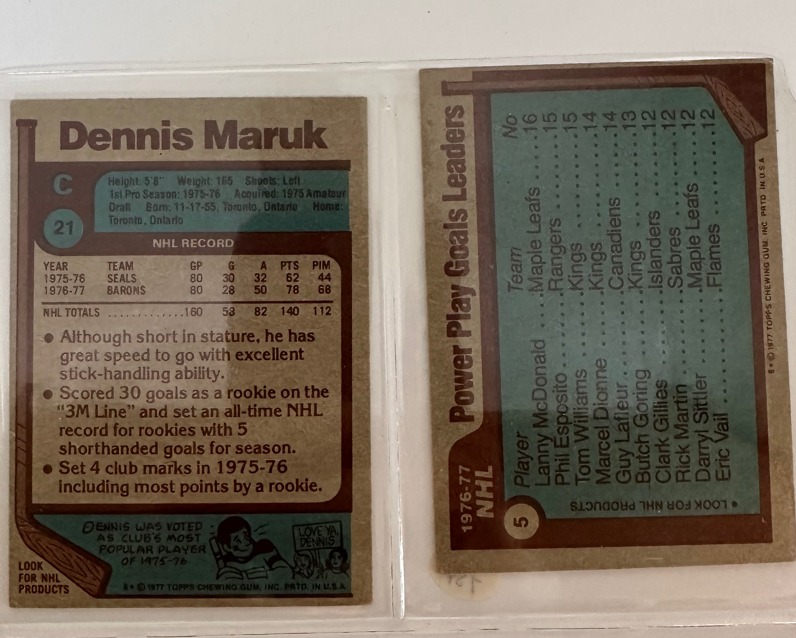 Dennis Maruk
C
21
Height: 5'8" Weight: 165 Shoots: Left
1st Pro Season: 1975-76 Acquired: 1975 Amateur
Draft Born: 11-17-55, Toronto, Ontario Home:
Toronto, Ontario
NHL RECORD
YEAR TEAM GP G A PTS PIM
1975-76 SEALS 80 30 32 62 44
1976-77 BARONS 80 28 50 78 68
NHL TOTALS .............160 58 82 140 112
● Although short in stature, he has
great speed to go with excellent
stick-handling ability.
● Scored 30 goals as a rookie on the
"3M Line" and set an all-time NHL
record for rookies with 5
shorthanded goals for season.
● Set 4 club marks in 1975-76
including most points by a rookie.
DENNIS WAS VOTED
AS CLUB'S MOST
POPULAR PLAYER
OF 1975-76.
LOVE YA,
DENNIS
LOOK
FOR NHL
PRODUCTS
© 1977 TOPPS CHEWING GUM, INC. PRTD. IN U.S.A.
1976-77
NHL
Power Play Goals Leaders
5
Player Team No
Lanny McDonald ....Maple Leafs ....16
Phil Esposito .......Rangers .......15
Tom Williams .......Kings .......15
Marcel Dionne .......Kings .......14
Guy Lafleur .......Canadiens .......14
Butch Goring .......Kings .......13
Clark Gillies .......Islanders .......12
Rick Martin .......Sabres .......12
Darryl Sittler .......Maple Leafs .......12
Eric Vail .......Flames .......12
● LOOK FOR NHL PRODUCTS
© 1977 TOPPS CHEWING GUM, INC. PRTD. IN U.S.A.